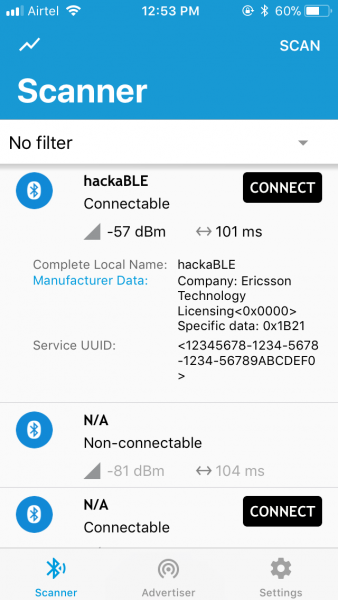 Airtel 12:53 PM 60%
SCAN
Scanner
No filter
hackaBLE CONNECT
Connectable
-57 dBm 101 ms
Complete Local Name: hackaBLE
Manufacturer Data: Company: Ericsson
Technology
Licensing<0x0000>
Specific data: 0x1B21
Service UUID: <12345678-1234-5678
-1234-56789ABCDEF0
>
N/A
Non-connectable
-81 dBm 104 ms
N/A CONNECT
Connectable
Scanner Advertiser Settings